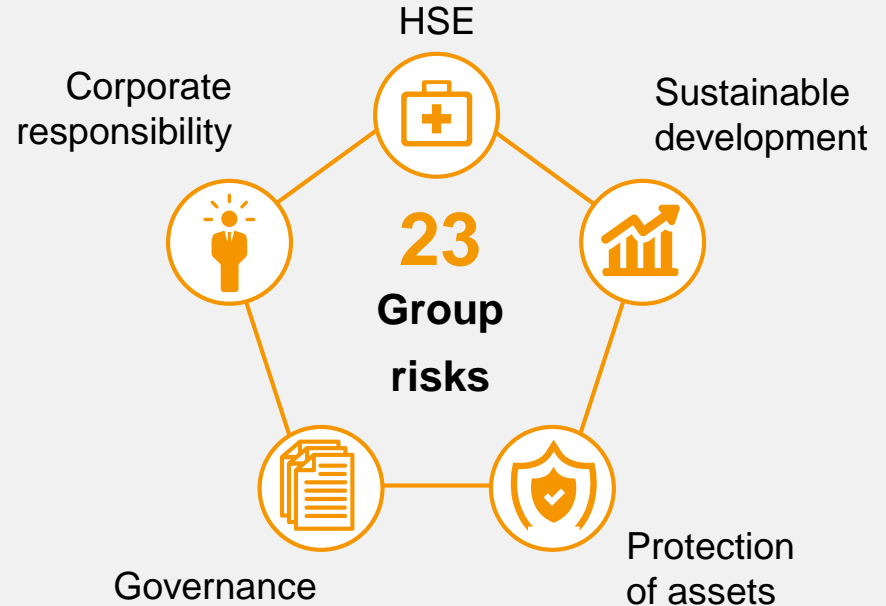 HSE
Corporate
responsibility
Sustainable
development
23
Group
risks
Governance
Protection
of assets